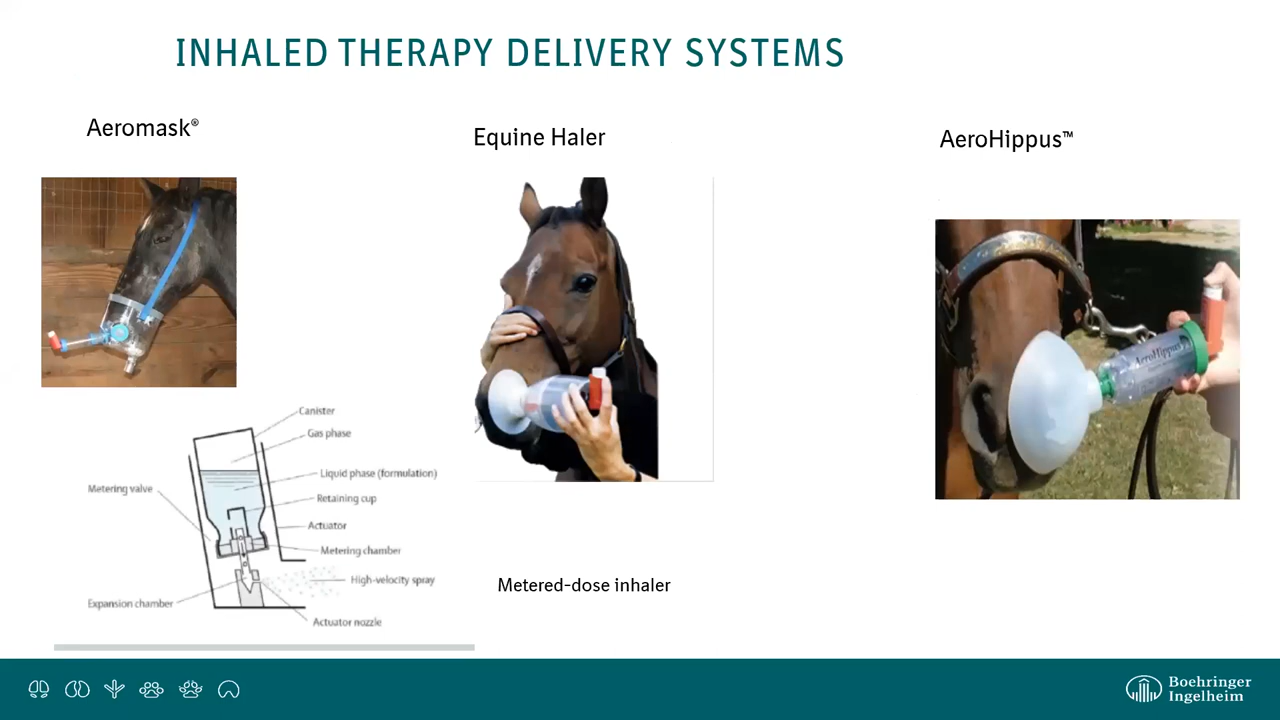 INHALED THERAPY DELIVERY SYSTEMS
Aeromask®
Equine Haler
AeroHippus™
AeroHippus
Canister
Gas phase
Liquid phase (formulation)
Metering valve
Retaining cup
Actuator
Metering chamber
High-velocity spray
Expansion chamber
Actuator nozzle
Metered-dose inhaler
Boehringer
Ingelheim